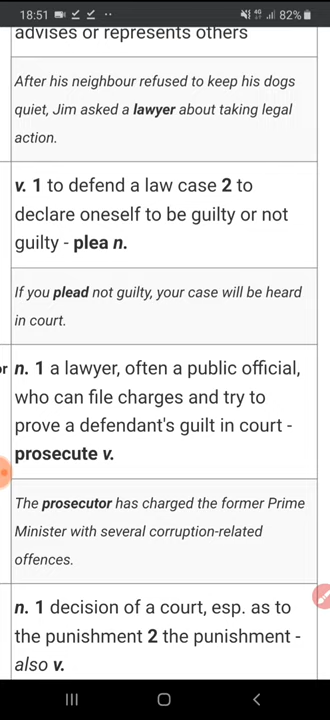 18:51 4G 82%
advises or represents others
After his neighbour refused to keep his dogs
quiet, Jim asked a lawyer about taking legal
action.
v. 1 to defend a law case 2 to
declare oneself to be guilty or not
guilty - plea n.
If you plead not guilty, your case will be heard
in court.
or n. 1 a lawyer, often a public official,
who can file charges and try to
prove a defendant's guilt in court -
prosecute v.
The prosecutor has charged the former Prime
Minister with several corruption-related
offences.
n. 1 decision of a court, esp. as to
the punishment 2 the punishment -
also v.